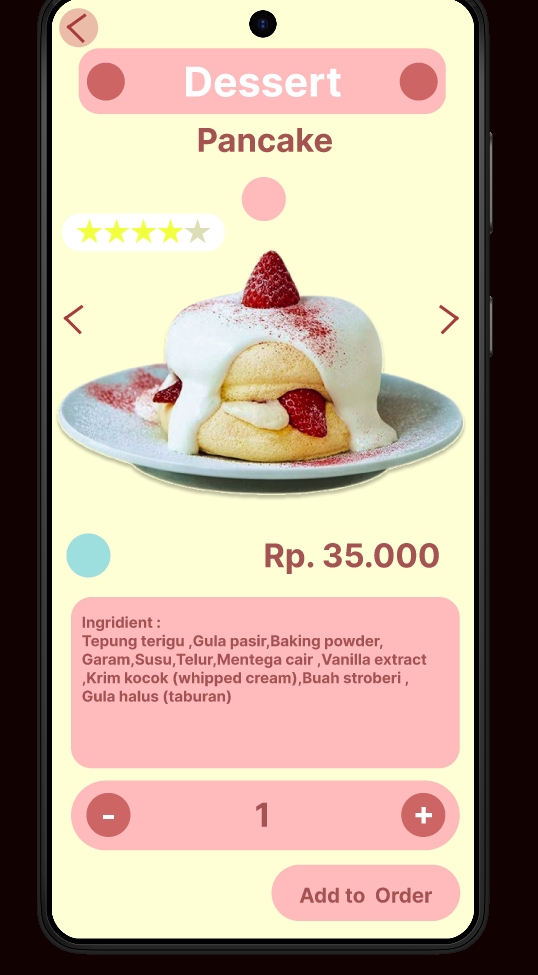 Dessert
Pancake
Rp. 35.000
Ingridient :
Tepung terigu ,Gula pasir,Baking powder,
Garam,Susu,Telur,Mentega cair ,Vanilla extract
,Krim kocok (whipped cream),Buah stroberi ,
Gula halus (taburan)
- 1 +
Add to  Order